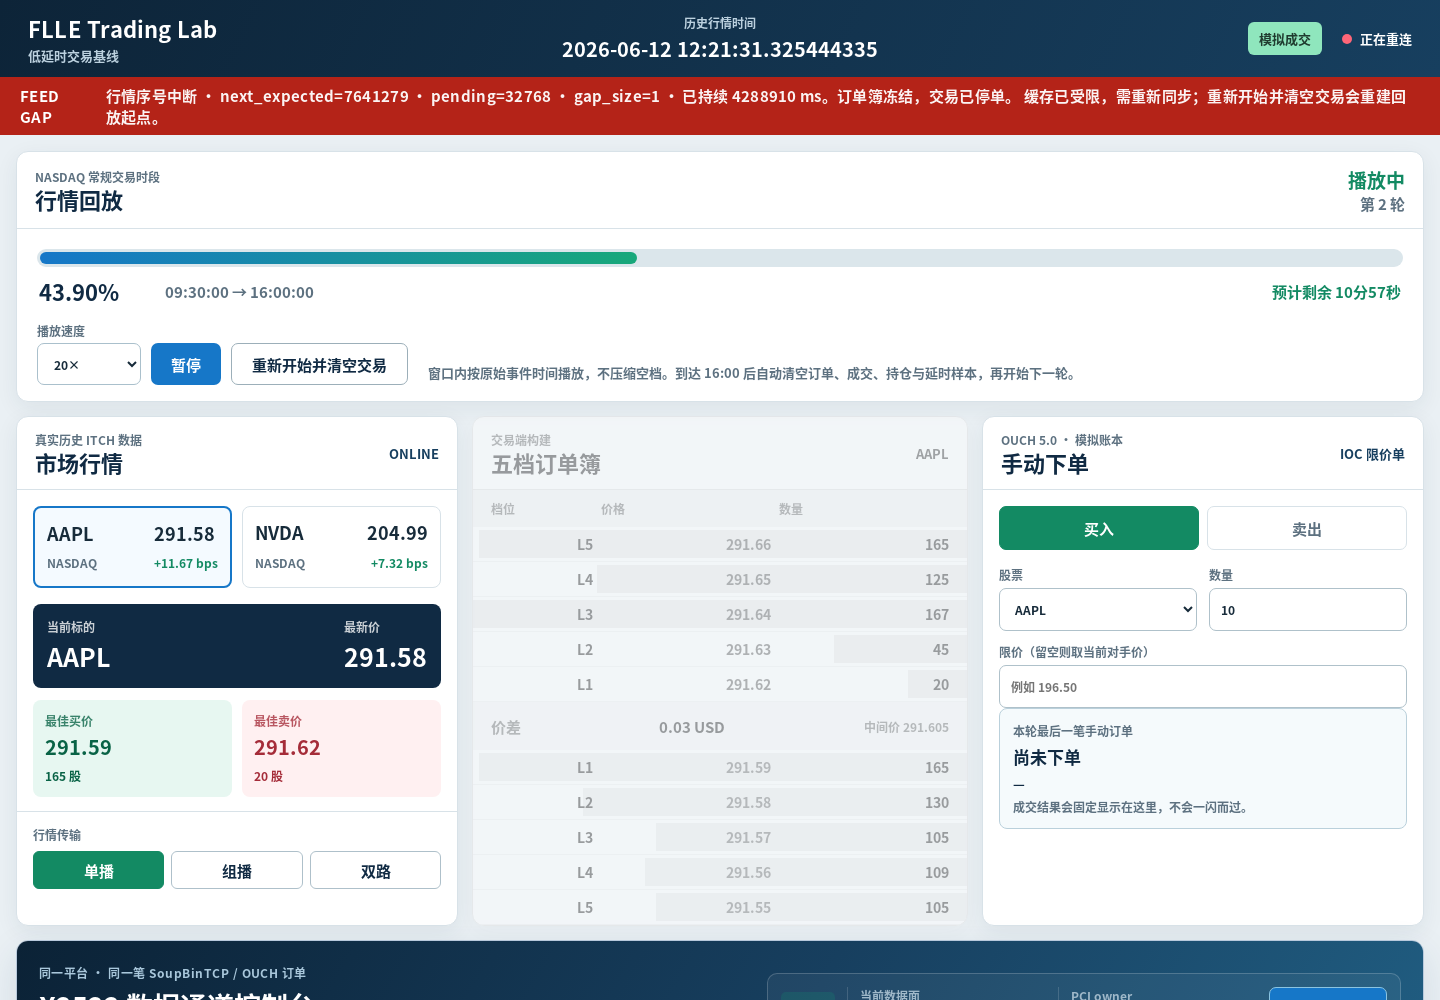 FLLE Trading Lab
低延时交易基线
历史行情时间
2026-06-12 12:21:31.325444335
模拟成交
正在重连
FEED GAP
行情序号中断 · next_expected=7641279 · pending=32768 · gap_size=1 · 已持续 4288910 ms。订单簿冻结，交易已停单。 缓存已受限，需重新同步；重新开始并清空交易会重建回
放起点。
NASDAQ 常规交易时段
行情回放
播放中
第 2 轮
43.90%
09:30:00 → 16:00:00
预计剩余 10分57秒
播放速度
20×
暂停
重新开始并清空交易
窗口内按原始事件时间播放，不压缩空档。到达 16:00 后自动清空订单、成交、持仓与延时样本，再开始下一轮。
真实历史 ITCH 数据
市场行情
ONLINE
AAPL 291.58
NASDAQ +11.67 bps
NVDA 204.99
NASDAQ +7.32 bps
当前标的 最新价
AAPL 291.58
最佳买价
291.59
165 股
最佳卖价
291.62
20 股
行情传输
单播 组播 双路
交易端构建
五档订单簿
AAPL
档位 价格 数量
L5 291.66 165
L4 291.65 125
L3 291.64 167
L2 291.63 45
L1 291.62 20
价差 0.03 USD 中间价 291.605
L1 291.59 165
L2 291.58 130
L3 291.57 105
L4 291.56 109
L5 291.55 105
OUCH 5.0 · 模拟账本
手动下单
IOC 限价单
买入 卖出
股票 数量
AAPL 10
限价（留空则取当前对手价）
例如 196.50
本轮最后一笔手动订单
尚未下单
—
成交结果会固定显示在这里，不会一闪而过。
同一平台 · 同一笔 SoupBinTCP / OUCH 订单
当前数据面
PCI owner